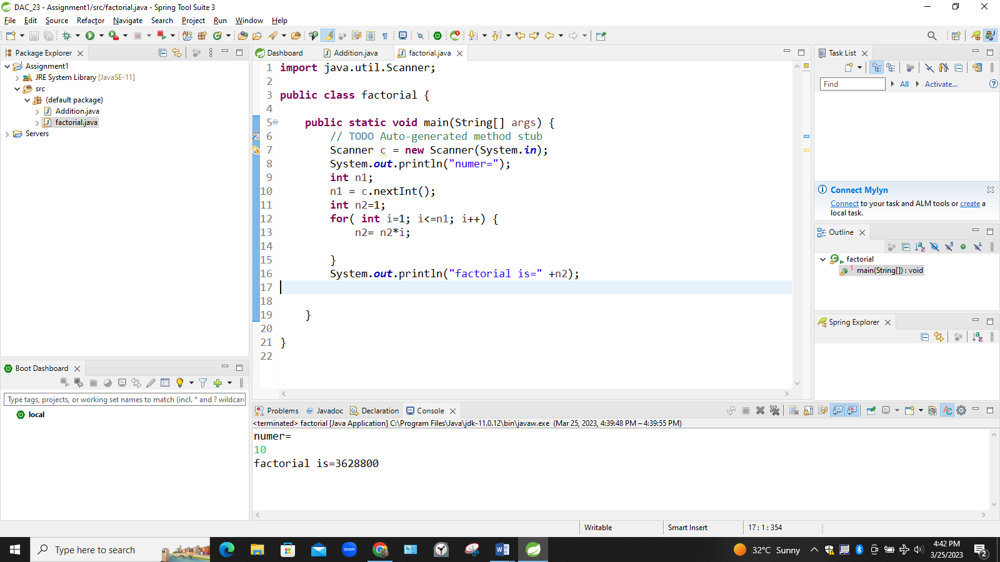 DAC_23 - Assignment1/src/factorial.java - Spring Tool Suite 3
File Edit Source Refactor Navigate Search Project Run Window Help
Package Explorer
Assignment1
JRE System Library [JavaSE-11]
src
(default package)
Addition.java
factorial.java
Servers
Boot Dashboard
Type tags, projects, or working set names to match (incl. * and ? wildcar
local
Dashboard Addition.java factorial.java
1 import java.util.Scanner;
2
3 public class factorial {
4
5 public static void main(String[] args) {
6 // TODO Auto-generated method stub
7 Scanner c = new Scanner(System.in);
8 System.out.println("numer=");
9 int n1;
10 n1 = c.nextInt();
11 int n2=1;
12 for( int i=1; i<=n1; i++) {
13 n2= n2*i;
14
15 }
16 System.out.println("factorial is=" +n2);
17
18
19 }
20
21 }
22
Problems @ Javadoc Declaration Console
<terminated> factorial [Java Application] C:\Program Files\Java\jdk-11.0.12\bin\javaw.exe (Mar 25, 2023, 4:39:48 PM – 4:39:55 PM)
numer=
10
factorial is=3628800
Task List
Find All Activate...
Connect Mylyn
Connect to your task and ALM tools or create a
local task.
Outline
factorial
main(String[]) : void
Spring Explorer
Writable Smart Insert 17 : 1 : 354
Type here to search
zoom
32°C Sunny
4:42 PM
3/25/2023
2